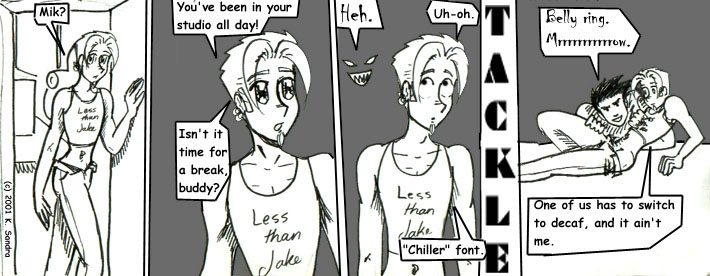 Mik?
Less
than
Jake
(c) 2001 K. Sandra
You've been in your
studio all day!
Isn't it
time for
a break,
buddy?
Less
than
Jake
Heh.
Uh-oh.
Less
than
Jake
"Chiller" font.
TACKLE
Belly ring.
Mrrrrrrrrrrow.
One of us has to switch
to decaf, and it ain't
me.